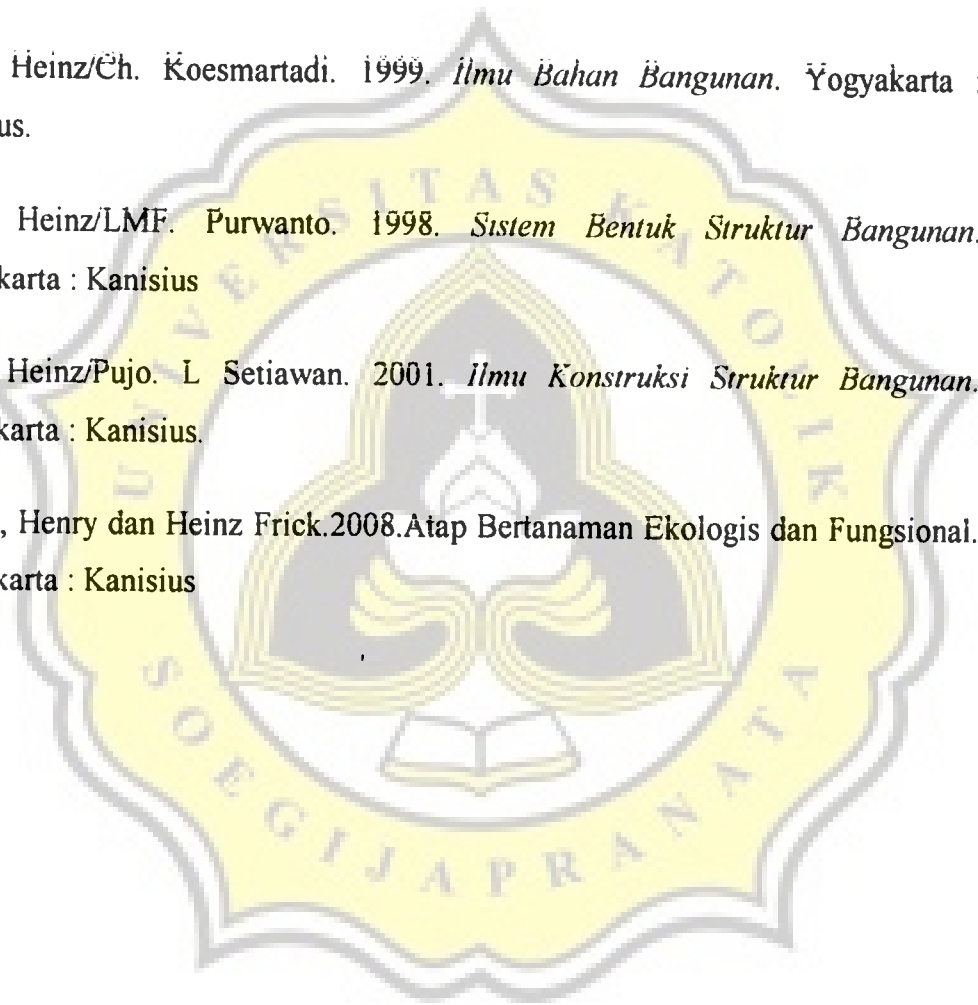 Heinz/Ch. Koesmartadi. 1999. Ilmu Bahan Bangunan. Yogyakarta :
us.
Heinz/LMF. Purwanto. 1998. Sistem Bentuk Struktur Bangunan.
karta : Kanisius
Heinz/Pujo. L Setiawan. 2001. Ilmu Konstruksi Struktur Bangunan.
karta : Kanisius.
, Henry dan Heinz Frick.2008.Atap Bertanaman Ekologis dan Fungsional.
karta : Kanisius
UNIVERSITAS KATOLIK
SOEGIJAPRANATA